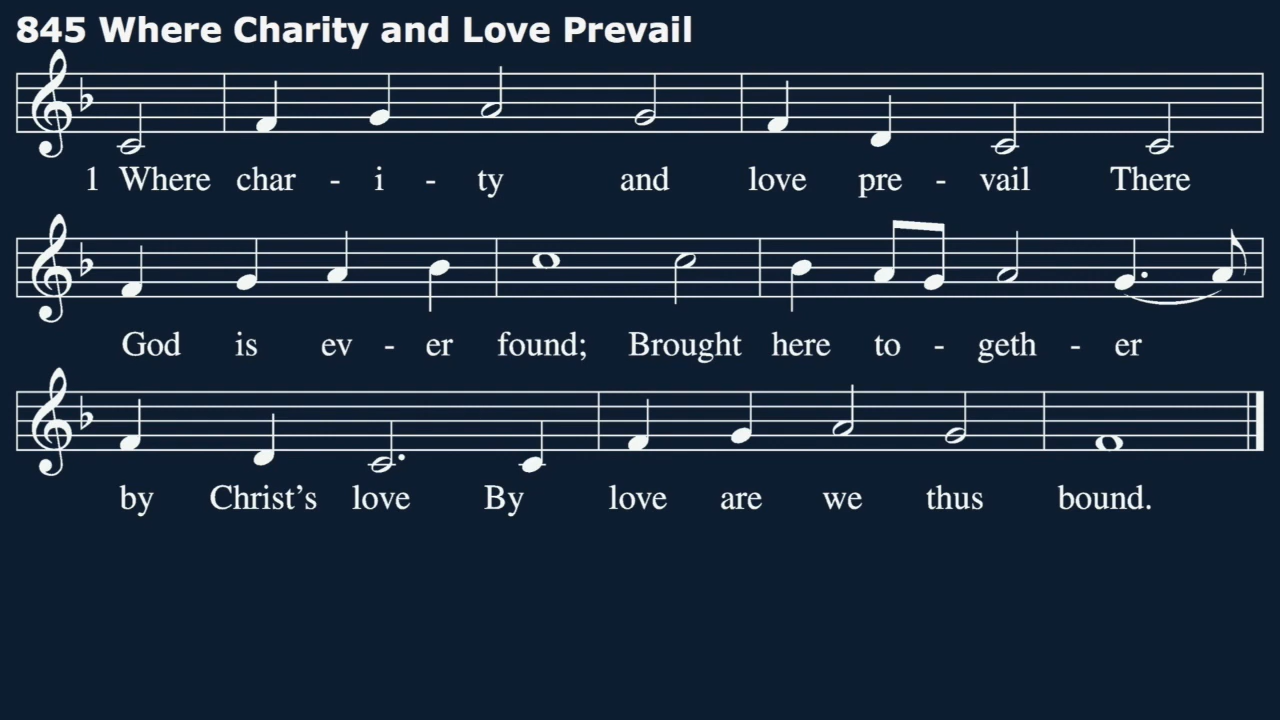 845 Where Charity and Love Prevail
1 Where char - i - ty and love pre - vail There
God is ev - er found; Brought here to - geth - er
by Christ’s love By love are we thus bound.